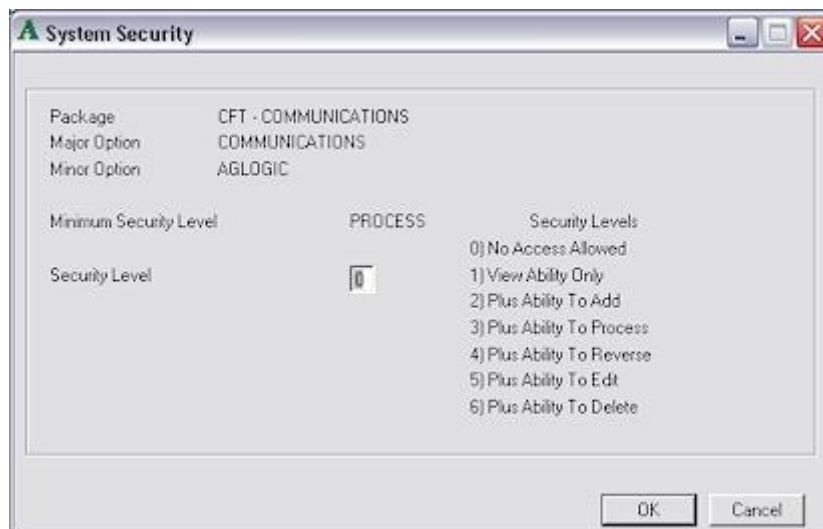 System Security
Package CFT - COMMUNICATIONS
Major Option COMMUNICATIONS
Minor Option AGLOGIC
Minimum Security Level PROCESS Security Levels
0) No Access Allowed
Security Level 0 1) View Ability Only
2) Plus Ability To Add
3) Plus Ability To Process
4) Plus Ability To Reverse
5) Plus Ability To Edit
6) Plus Ability To Delete
OK Cancel